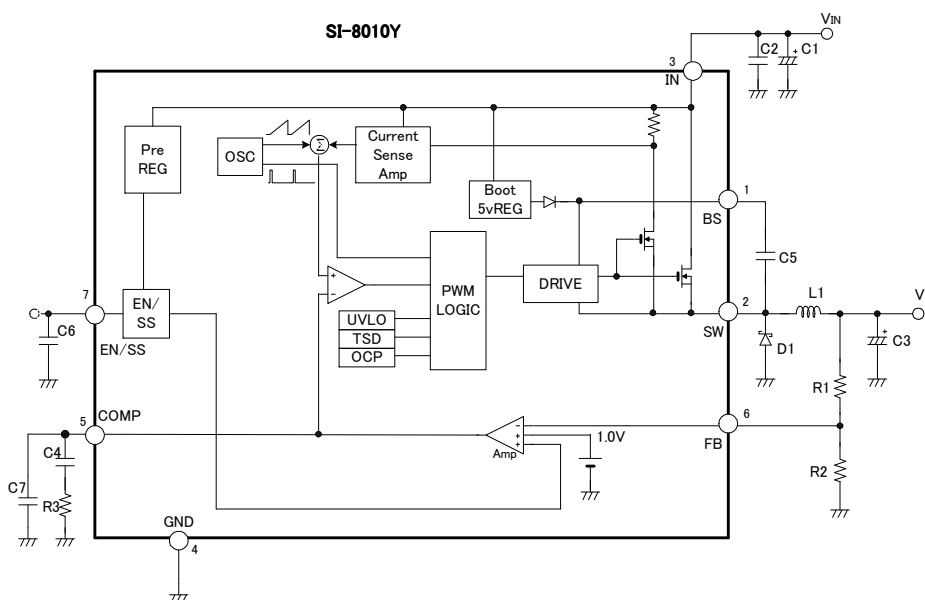 SI-8010Y
VIN
C2
C1
+
3
IN
Pre
REG
OSC
Σ
Current
Sense
Amp
Boot
5vREG
1
BS
C5
7
EN/
SS
EN/SS
C6
+
−
PWM
LOGIC
DRIVE
2
SW
L1
V
D1
C3
+
UVLO
TSD
OCP
R1
5
COMP
6
FB
−
+
+
Amp
1.0V
C4
C7
R3
R2
GND
4